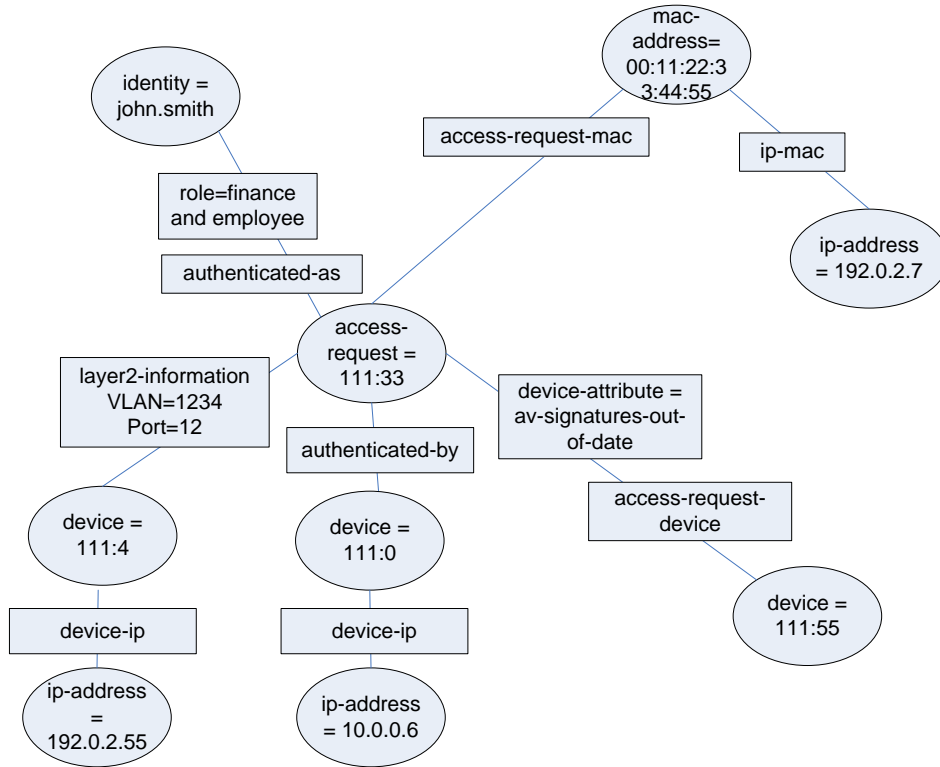 mac-
address=
00:11:22:3
3:44:55
identity =
john.smith
access-request-mac
ip-mac
role=finance
and employee
ip-address
= 192.0.2.7
authenticated-as
access-
request =
111:33
layer2-information
VLAN=1234
Port=12
device-attribute =
av-signatures-out-
of-date
authenticated-by
access-request-
device
device =
111:4
device =
111:0
device =
111:55
device-ip
device-ip
ip-address
=
192.0.2.55
ip-address
= 10.0.0.6